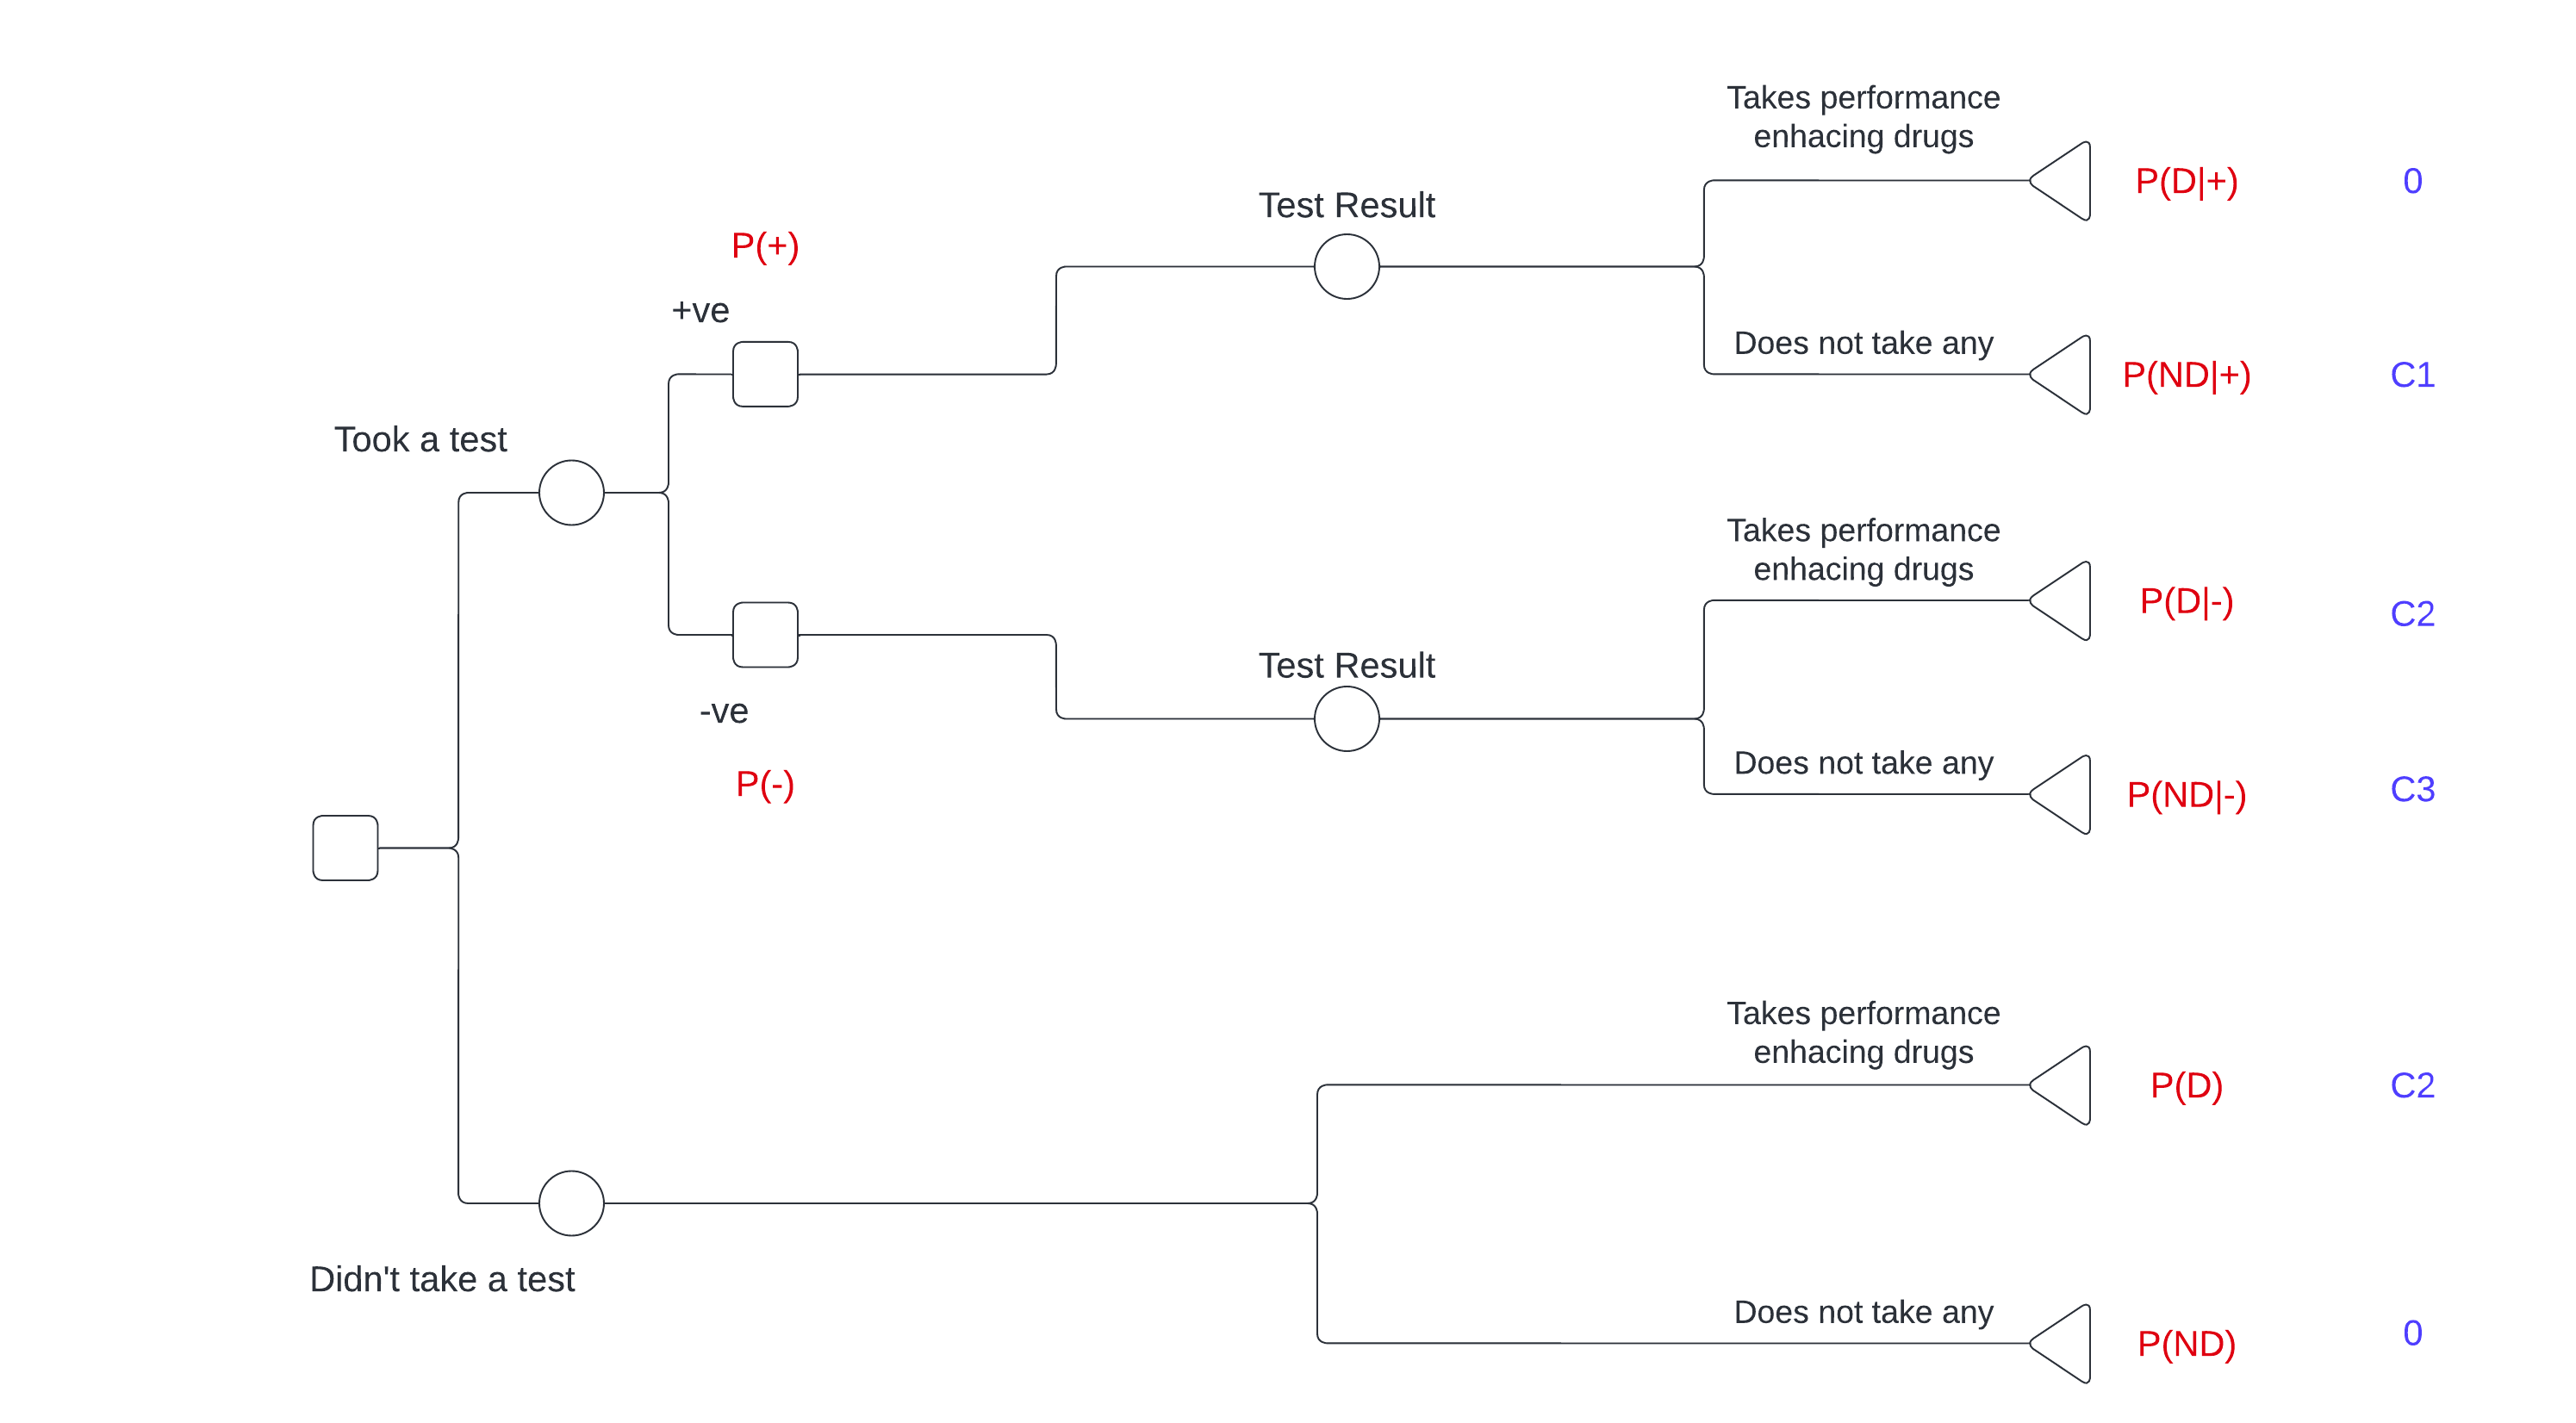 Takes performance
enhacing drugs
P(D|+)
0
Test Result
P(+)
+ve
Does not take any
P(ND|+)
C1
Took a test
Takes performance
enhacing drugs
P(D|-)
C2
Test Result
-ve
Does not take any
P(-)
P(ND|-)
C3
Takes performance
enhacing drugs
P(D)
C2
Didn't take a test
Does not take any
P(ND)
0